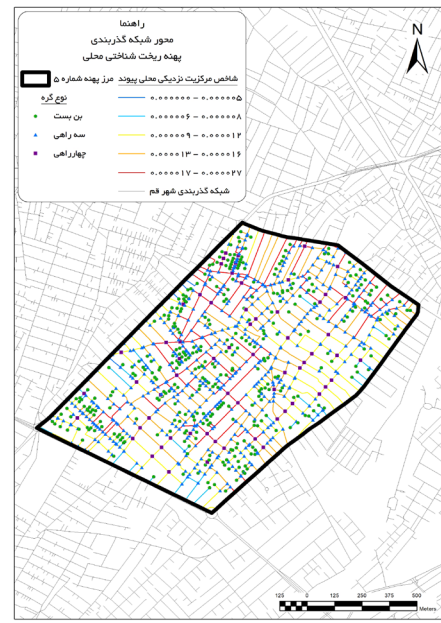 راهنما
محور شبکه گذربندی
پهنه ریخت شناختی محلی
شاخص مرکزیت نزدیکی محلی پیوند
مرز پهنه شماره ۵
نوع گره
بن بست
سه راهی
چهارراهی
۰.۰۰۰۰۰۰ - ۰.۰۰۰۰۰۵
۰.۰۰۰۰۰۶ - ۰.۰۰۰۰۰۸
۰.۰۰۰۰۰۹ - ۰.۰۰۰۰۱۲
۰.۰۰۰۰۱۳ - ۰.۰۰۰۰۱۶
۰.۰۰۰۰۱۷ - ۰.۰۰۰۰۲۷
شبکه گذربندی شهر قم
N
125 0 125 250 375 500
Meters